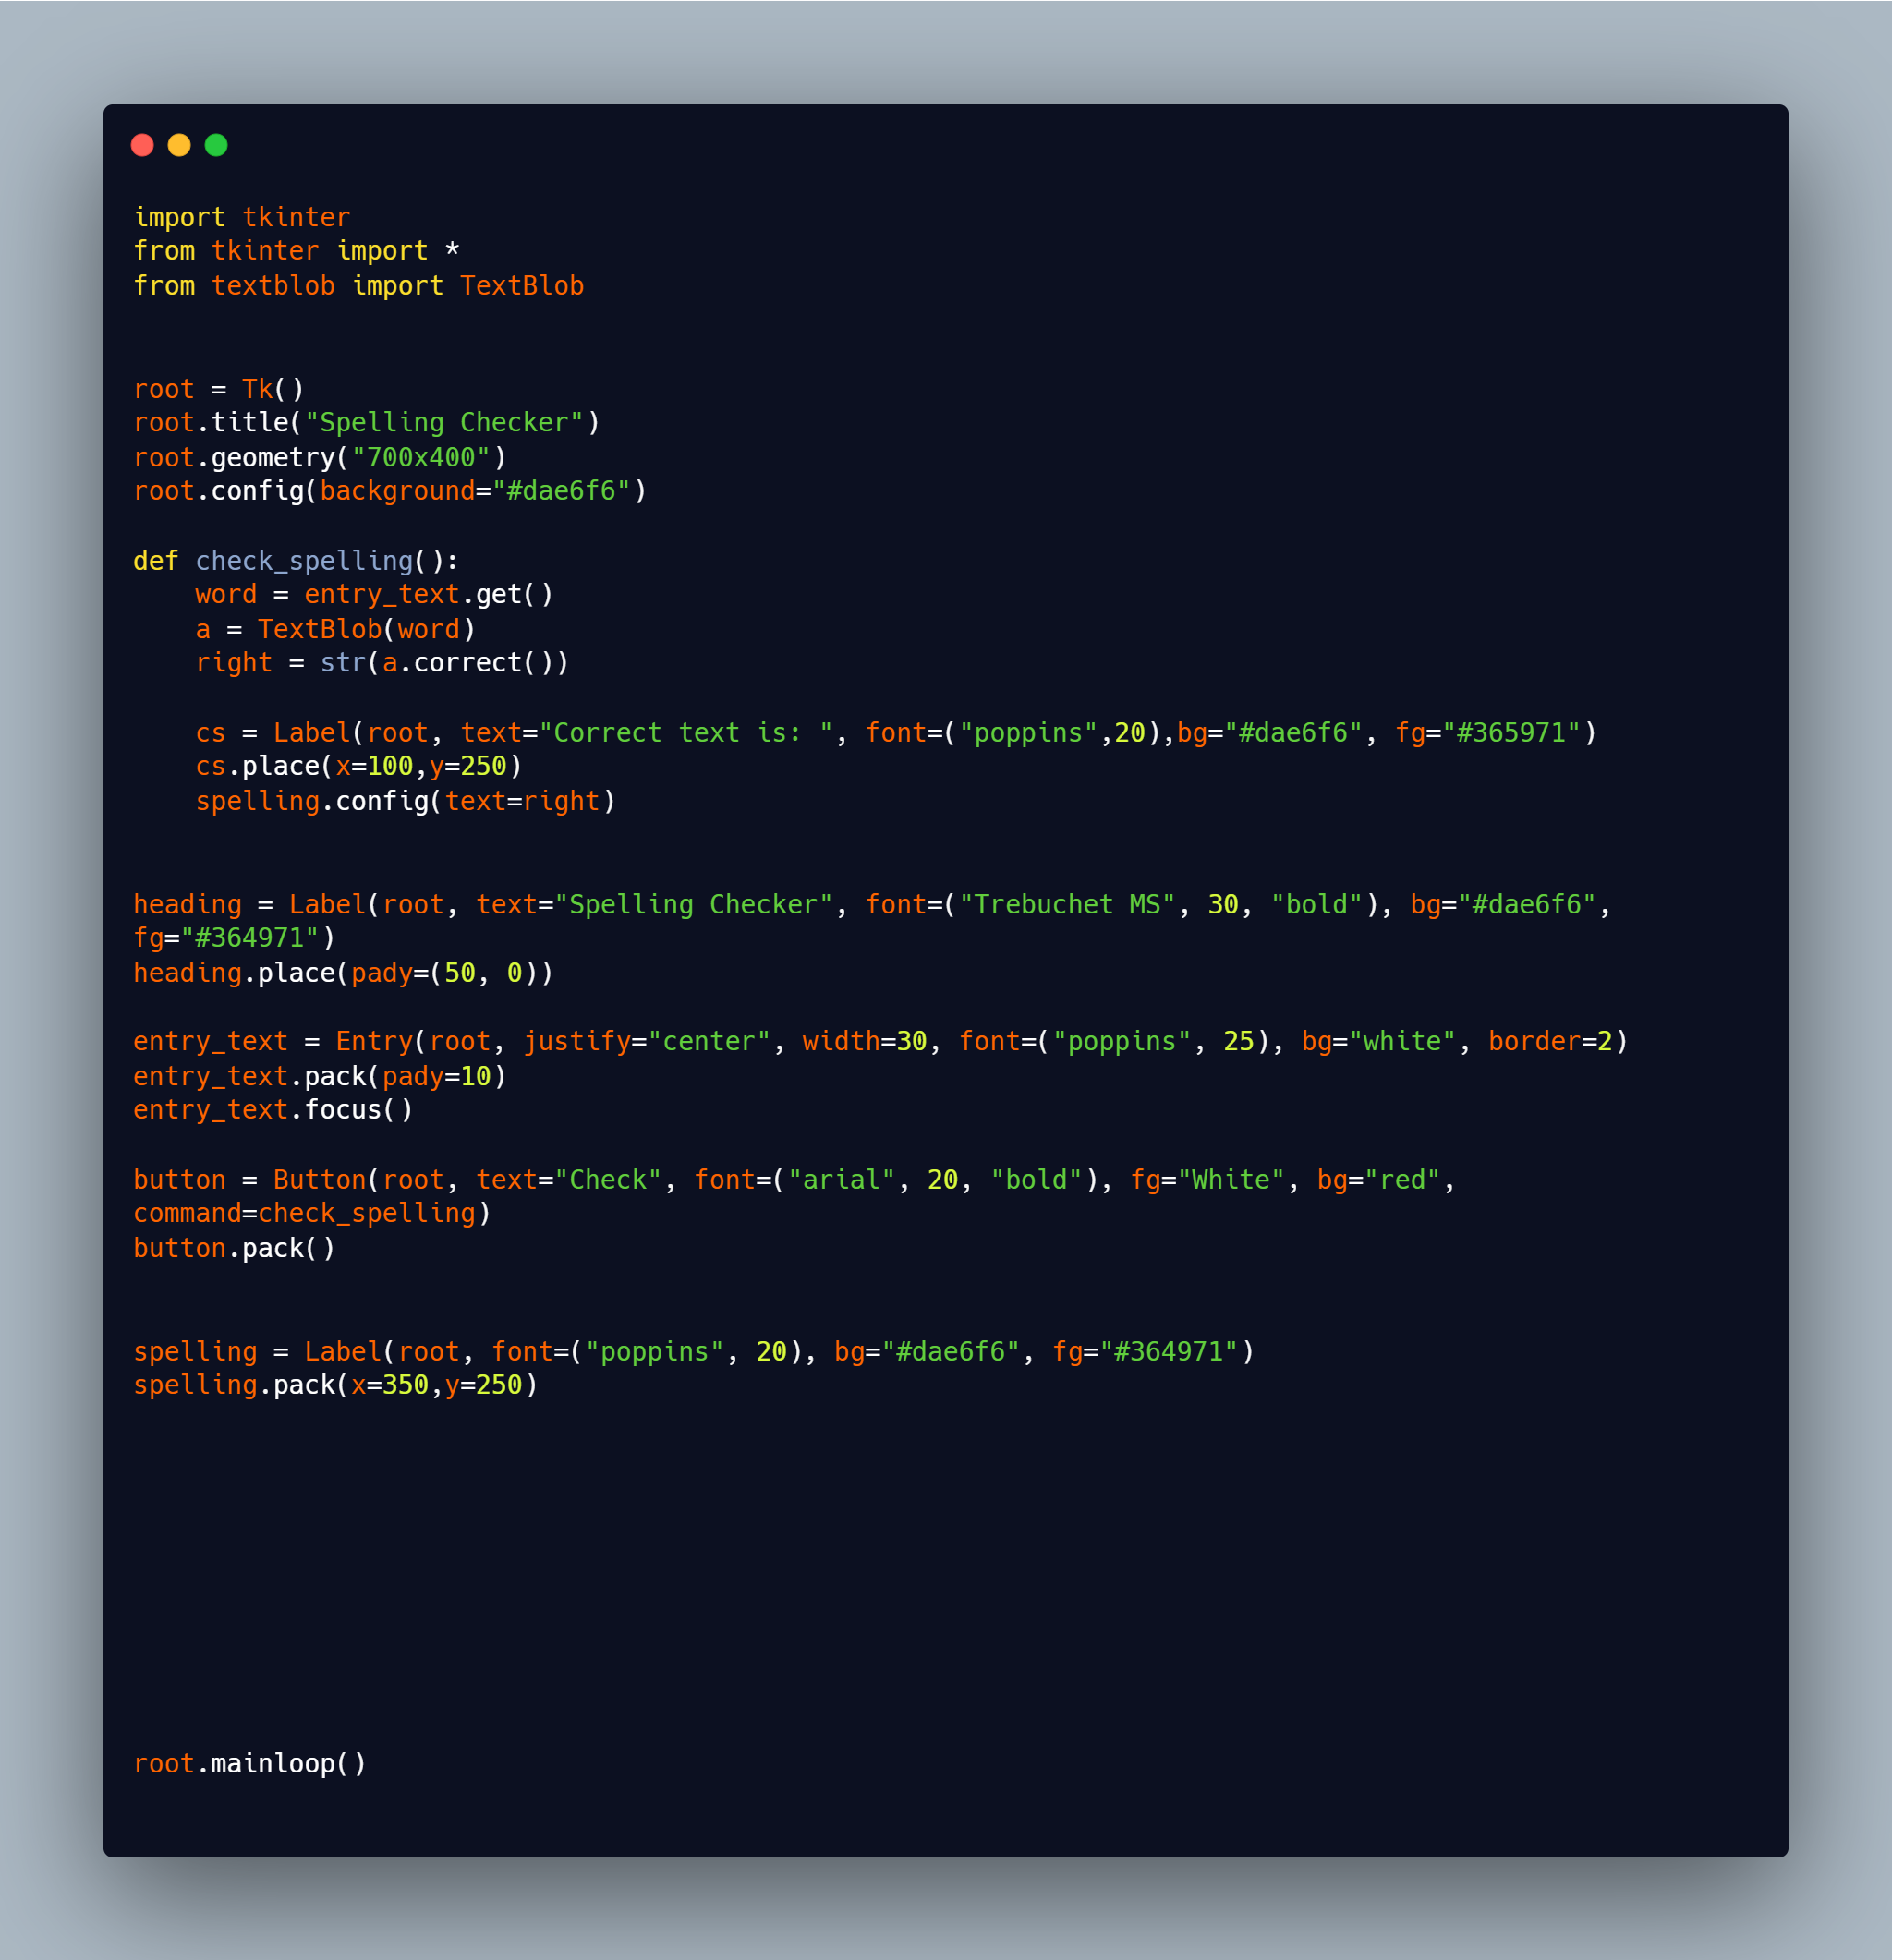 import tkinter
from tkinter import *
from textblob import TextBlob
root = Tk()
root.title("Spelling Checker")
root.geometry("700x400")
root.config(background="#dae6f6")
def check_spelling():
    word = entry_text.get()
    a = TextBlob(word)
    right = str(a.correct())
    cs = Label(root, text="Correct text is: ", font=("poppins",20),bg="#dae6f6", fg="#365971")
    cs.place(x=100,y=250)
    spelling.config(text=right)
heading = Label(root, text="Spelling Checker", font=("Trebuchet MS", 30, "bold"), bg="#dae6f6",
fg="#364971")
heading.place(pady=(50, 0))
entry_text = Entry(root, justify="center", width=30, font=("poppins", 25), bg="white", border=2)
entry_text.pack(pady=10)
entry_text.focus()
button = Button(root, text="Check", font=("arial", 20, "bold"), fg="White", bg="red",
command=check_spelling)
button.pack()
spelling = Label(root, font=("poppins", 20), bg="#dae6f6", fg="#364971")
spelling.pack(x=350,y=250)
root.mainloop()